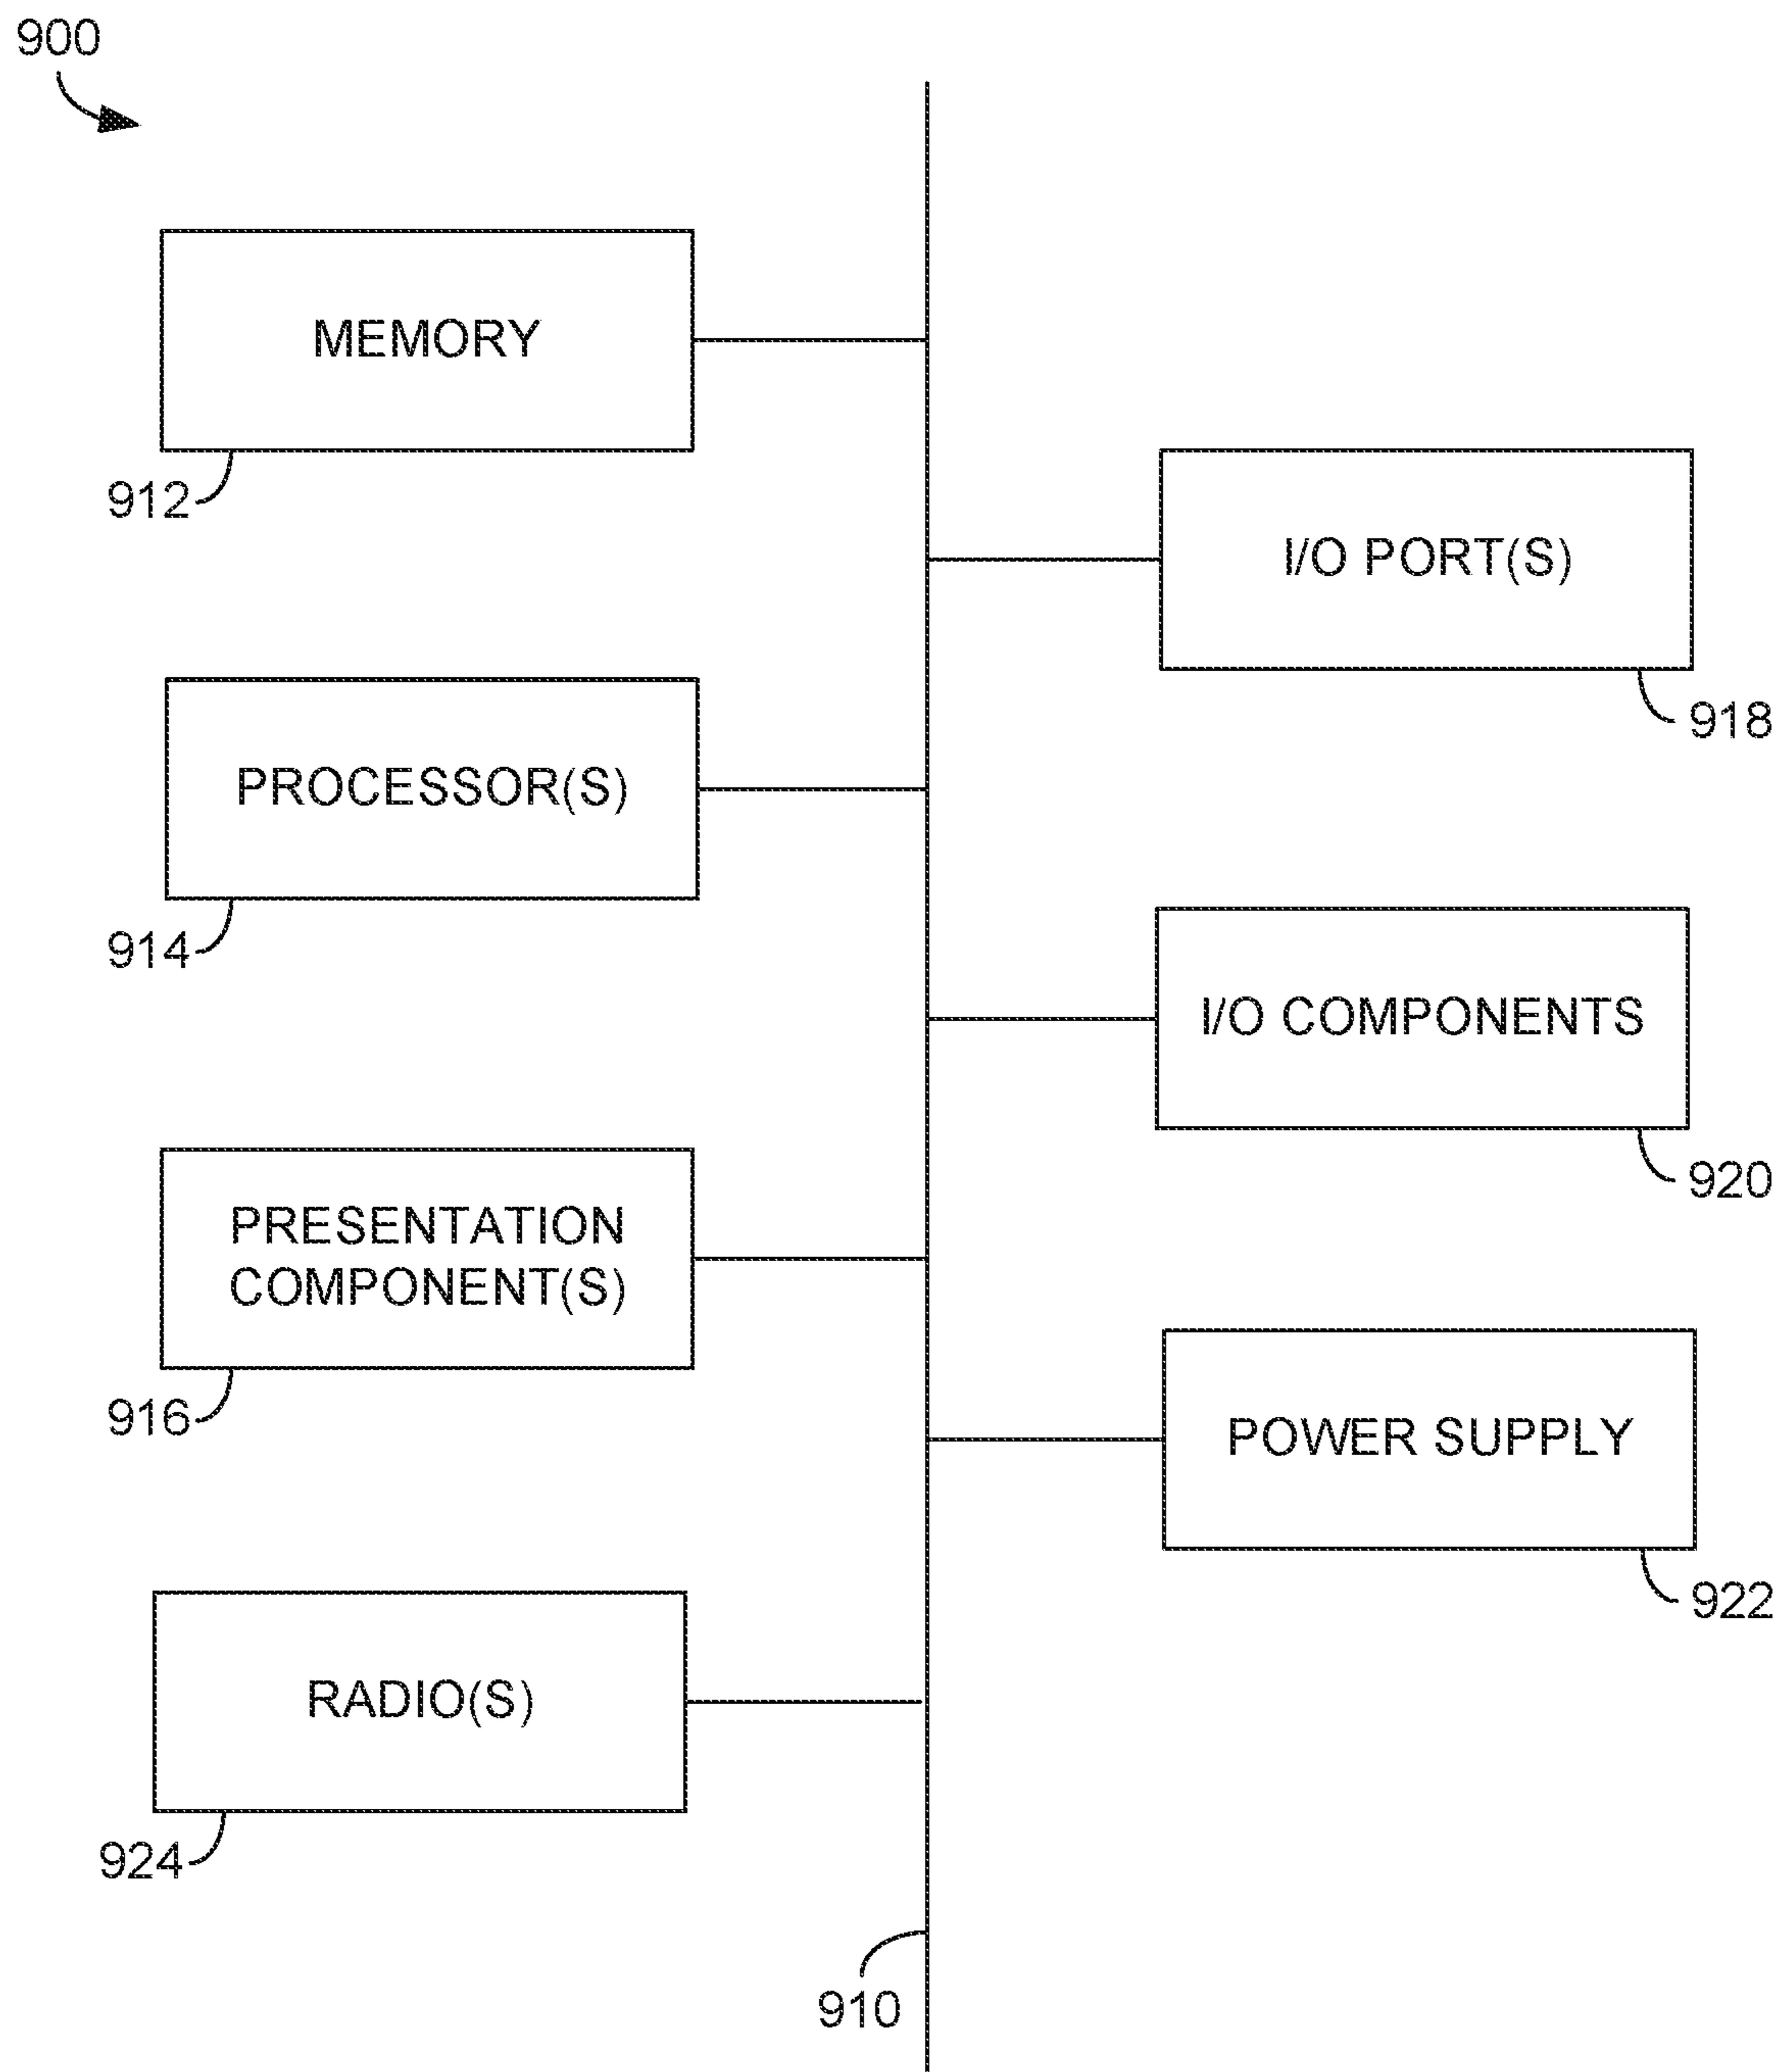 900
MEMORY
912
I/O PORT(S)
918
PROCESSOR(S)
914
I/O COMPONENTS
920
PRESENTATION
COMPONENT(S)
916
POWER SUPPLY
922
RADIO(S)
924
910